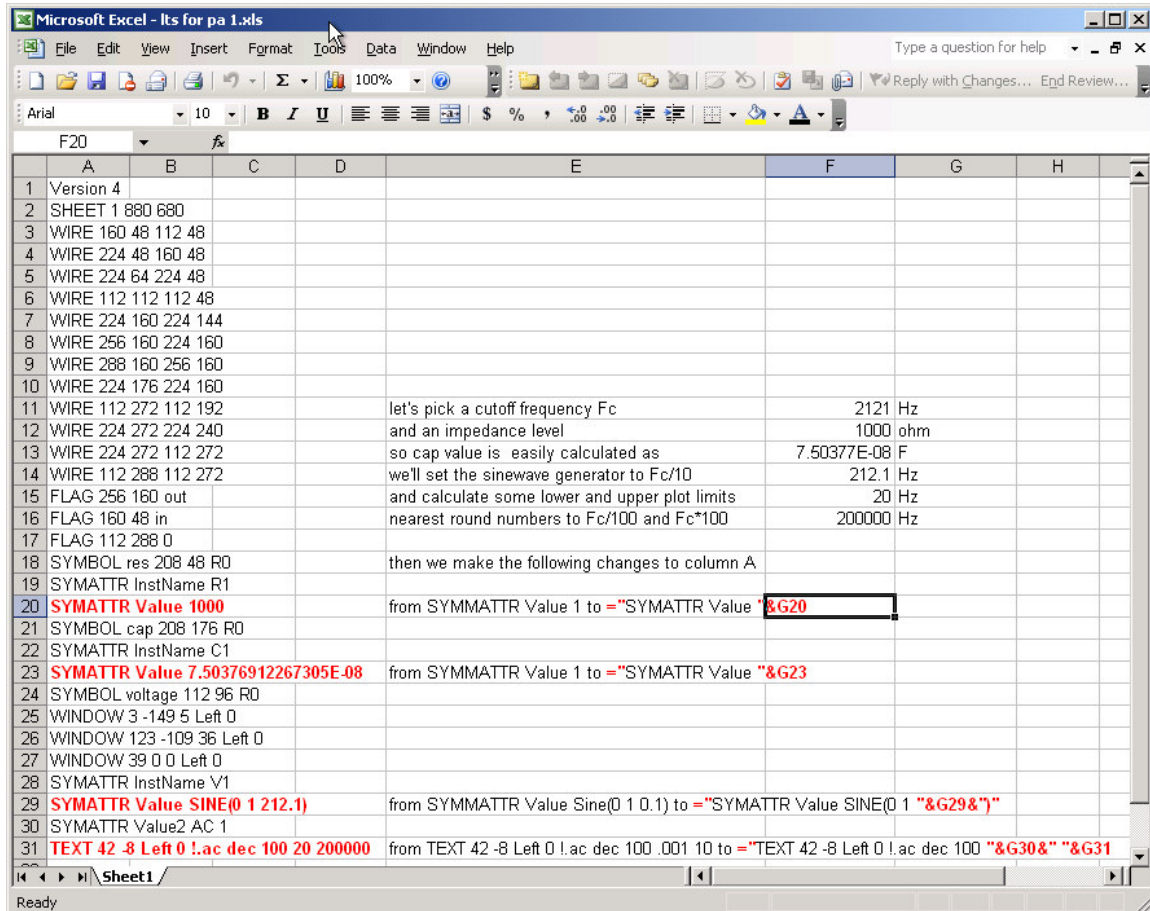 Microsoft Excel - lts for pa 1.xls
File Edit View Insert Format Tools Data Window Help Type a question for help
Σ 100% Reply with Changes... End Review...
Arial 10 B I U $ % , A
F20 fx
A B C D E F G H
1 Version 4
2 SHEET 1 880 680
3 WIRE 160 48 112 48
4 WIRE 224 48 160 48
5 WIRE 224 64 224 48
6 WIRE 112 112 112 48
7 WIRE 224 160 224 144
8 WIRE 256 160 224 160
9 WIRE 288 160 256 160
10 WIRE 224 176 224 160
11 WIRE 112 272 112 192 let's pick a cutoff frequency Fc 2121 Hz
12 WIRE 224 272 224 240 and an impedance level 1000 ohm
13 WIRE 224 272 112 272 so cap value is easily calculated as 7.50377E-08 F
14 WIRE 112 288 112 272 we'll set the sinewave generator to Fc/10 212.1 Hz
15 FLAG 256 160 out and calculate some lower and upper plot limits 20 Hz
16 FLAG 160 48 in nearest round numbers to Fc/100 and Fc*100 200000 Hz
17 FLAG 112 288 0
18 SYMBOL res 208 48 R0 then we make the following changes to column A
19 SYMATTR InstName R1
20 SYMATTR Value 1000 from SYMMATTR Value 1 to ="SYMATTR Value "&G20
21 SYMBOL cap 208 176 R0
22 SYMATTR InstName C1
23 SYMATTR Value 7.50376912267305E-08 from SYMMATTR Value 1 to ="SYMATTR Value "&G23
24 SYMBOL voltage 112 96 R0
25 WINDOW 3 -149 5 Left 0
26 WINDOW 123 -109 36 Left 0
27 WINDOW 39 0 0 Left 0
28 SYMATTR InstName V1
29 SYMATTR Value SINE(0 1 212.1) from SYMMATTR Value Sine(0 1 0.1) to ="SYMATTR Value SINE(0 1 "&G29&")"
30 SYMATTR Value2 AC 1
31 TEXT 42 -8 Left 0 !.ac dec 100 20 200000 from TEXT 42 -8 Left 0 !.ac dec 100 .001 10 to ="TEXT 42 -8 Left 0 !.ac dec 100 "&G30&" "&G31
Sheet1
Ready